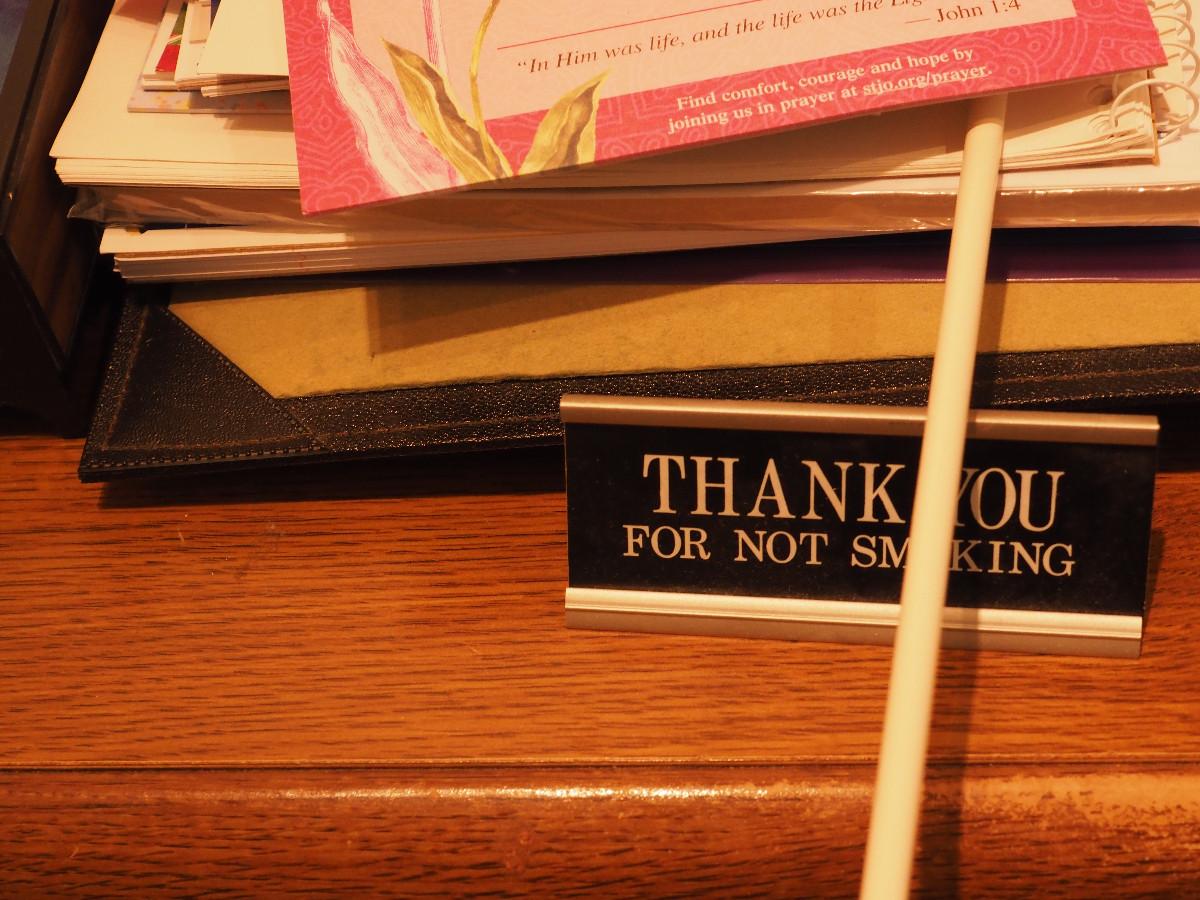 "In Him was life, and the life was the
— John 1:4
Find comfort, courage and hope by
joining us in prayer at stjo.org/prayer.
THANK YOU
FOR NOT SMOKING